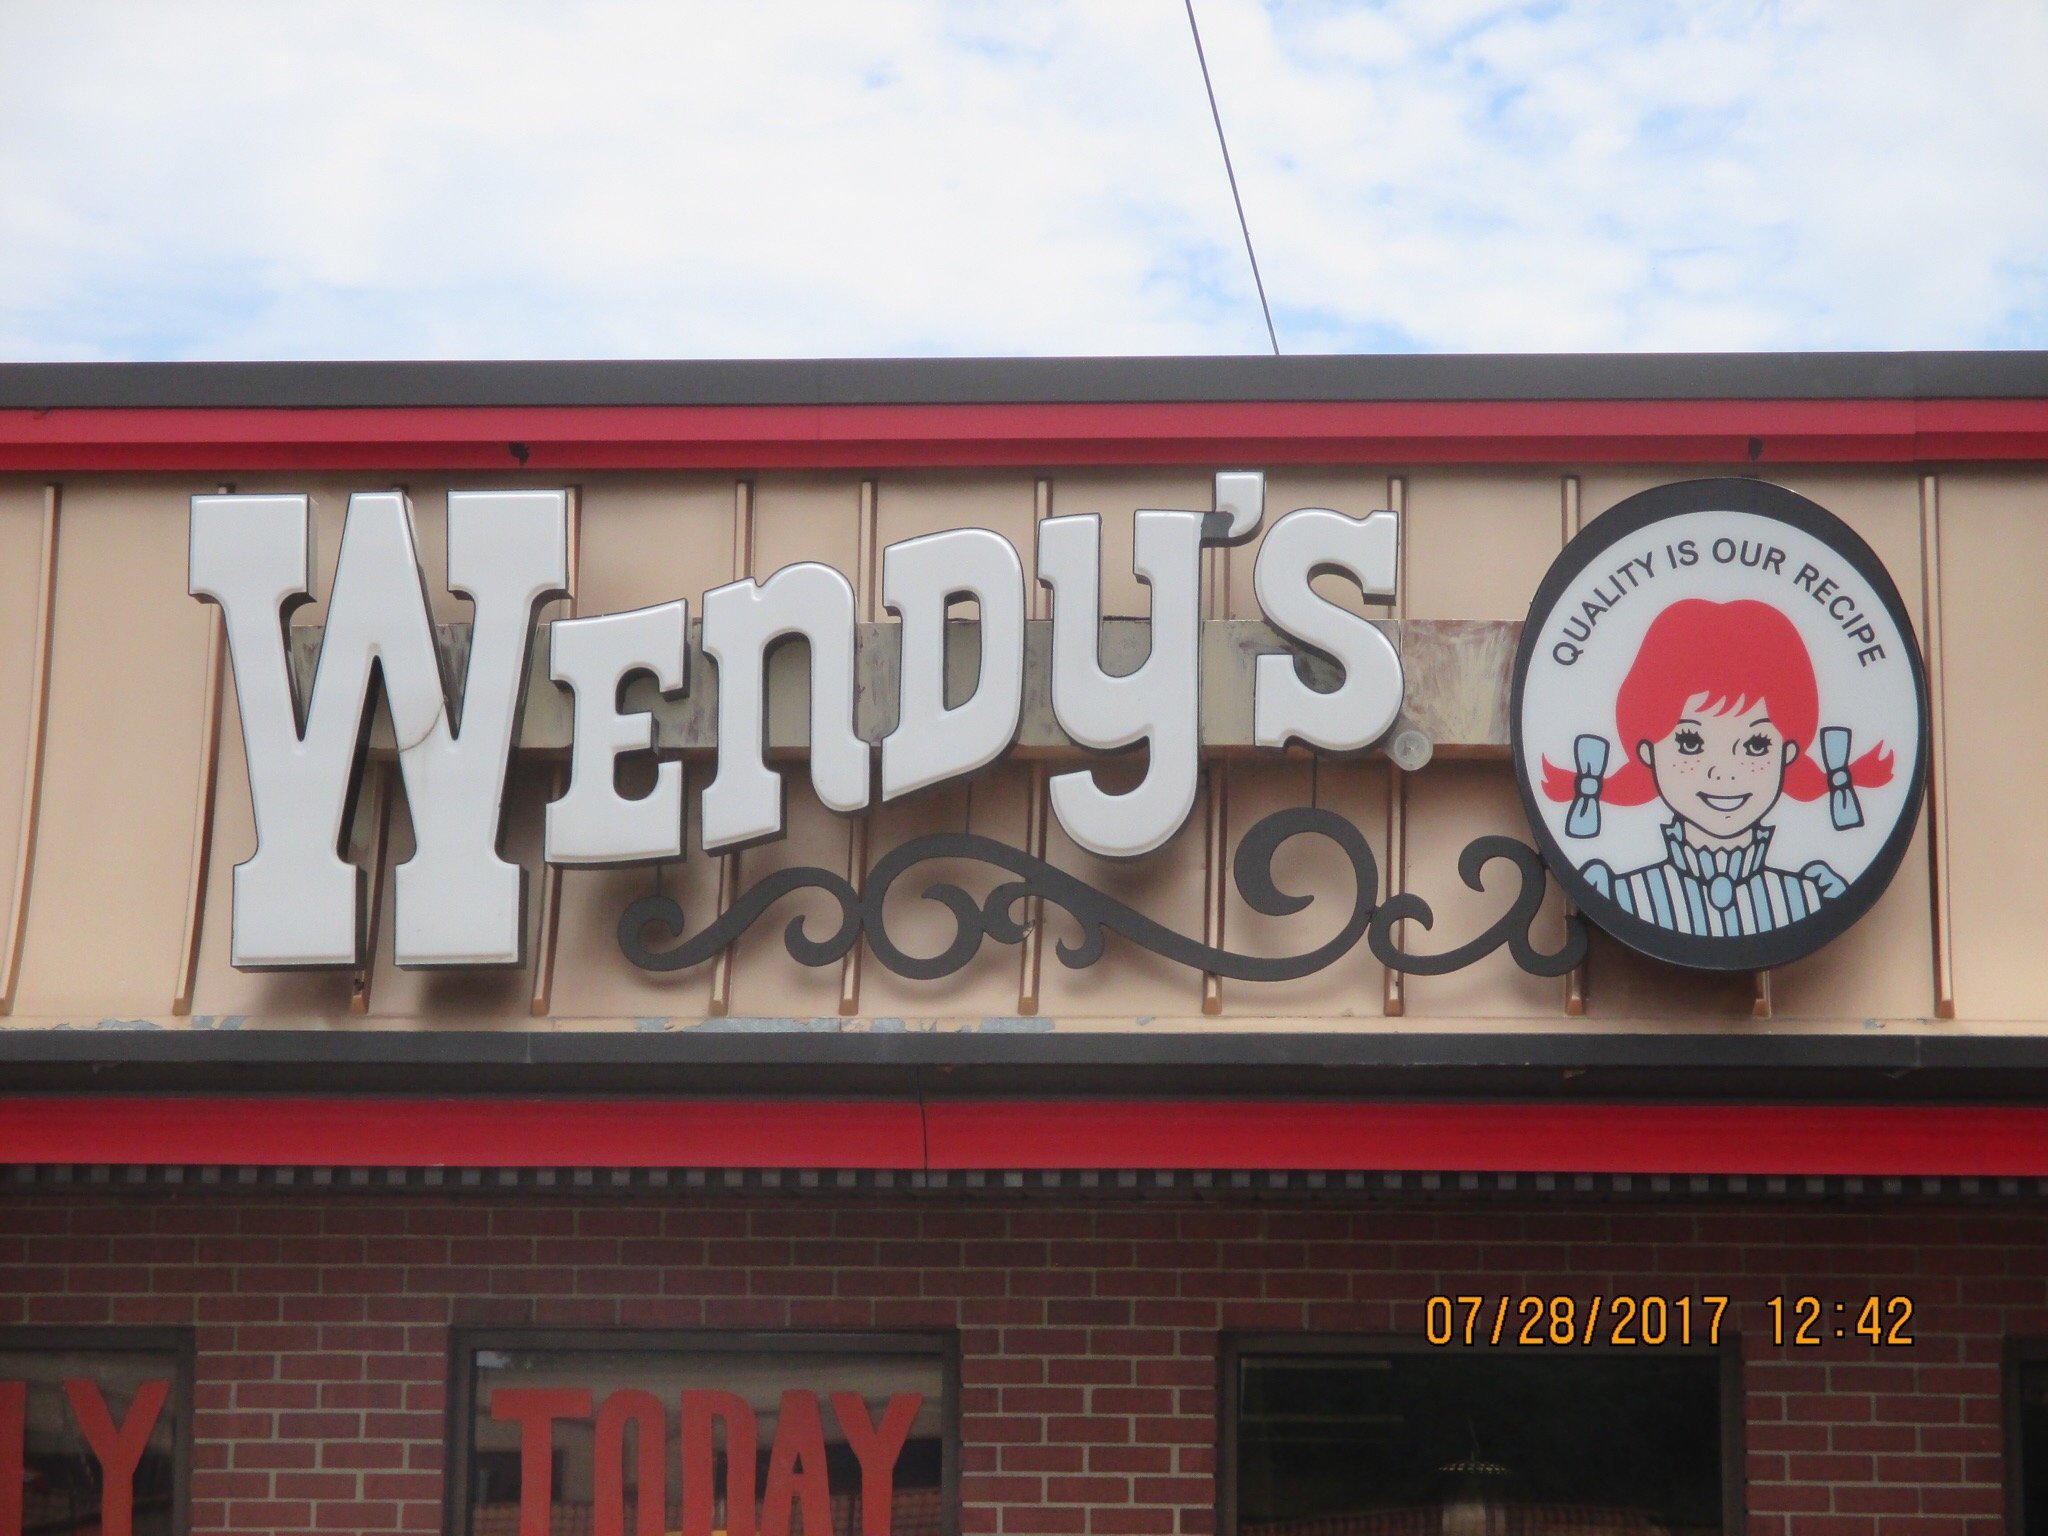 Wendy's
QUALITY IS OUR RECIPE
07/28/2017 12:42
TODAY